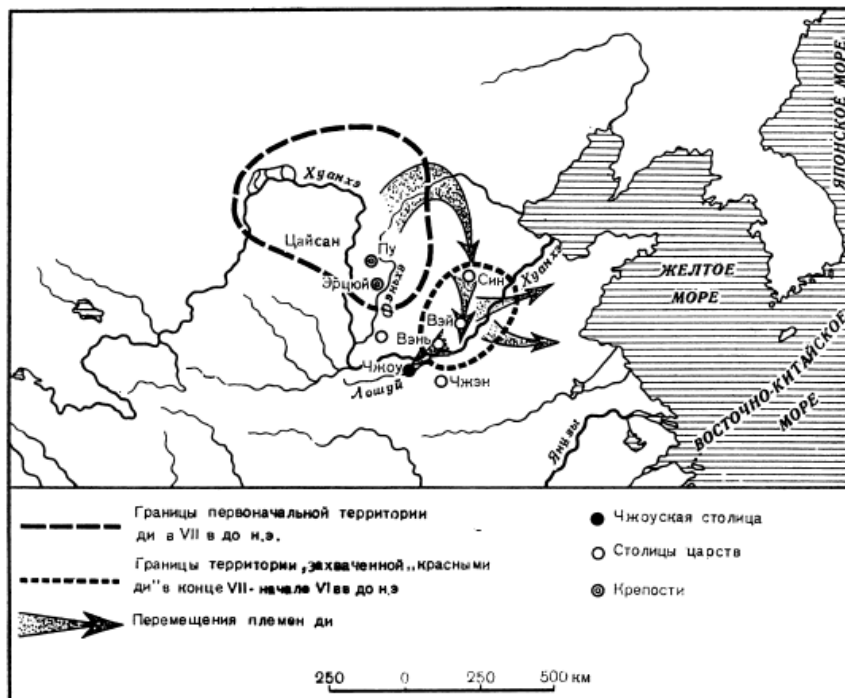 Хуанхэ
Цайсан
Пу
Эрцюй
Фэньхэ
Син
Хуанхэ
Вэй
Вэнь
Чжоу
Лошуй
Чжэн
Янцзы
ЖЕЛТОЕ
МОРЕ
ЯПОНСКОЕ МОРЕ
ВОСТОЧНО-КИТАЙСКОЕ
МОРЕ
Границы первоначальной территории
ди в VII в до н.э.
Границы территории, захваченной „красными
ди" в конце VII- начале VI вв до н.э
Перемещения племен ди
Чжоуская столица
Столицы царств
Крепости
250 0 250 500 км